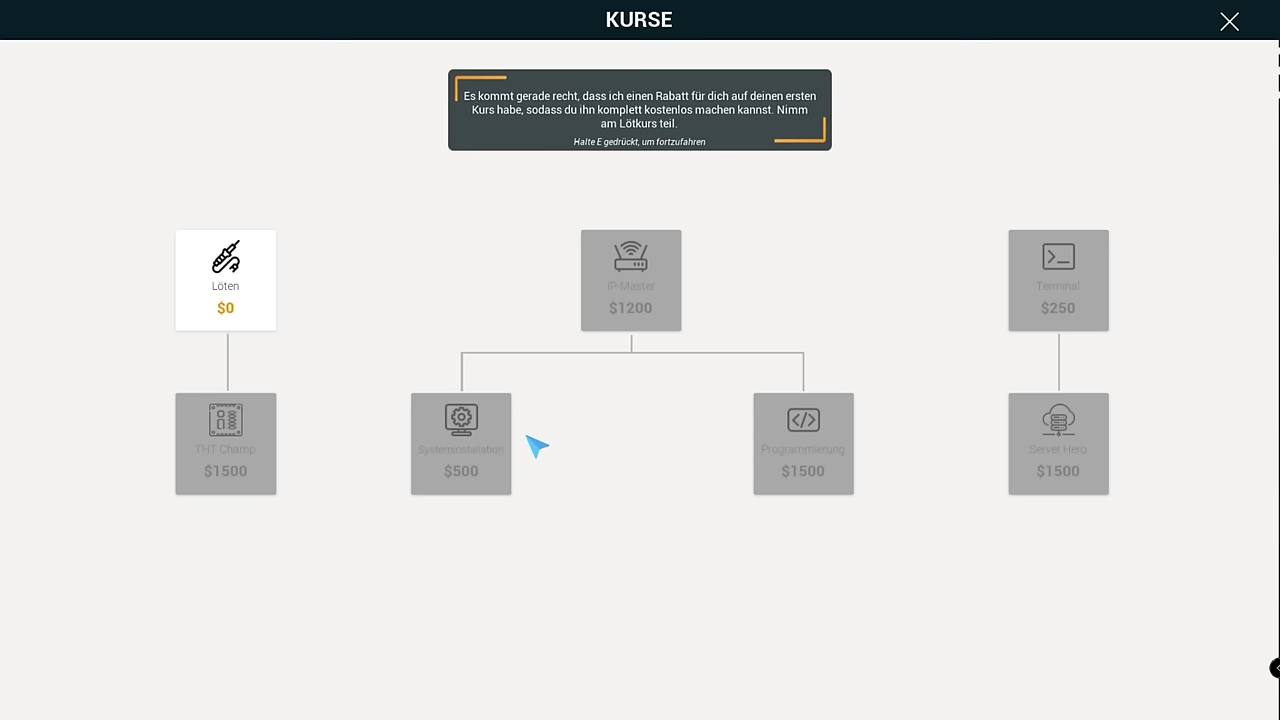 KURSE
Es kommt gerade recht, dass ich einen Rabatt für dich auf deinen ersten
Kurs habe, sodass du ihn komplett kostenlos machen kannst. Nimm
am Lötkurs teil.
Halte E gedrückt, um fortzufahren
Löten
$0
IP-Master
$1200
Terminal
$250
THT Champ
$1500
Systeminstallation
$500
Programmierung
$1500
Server Hero
$1500